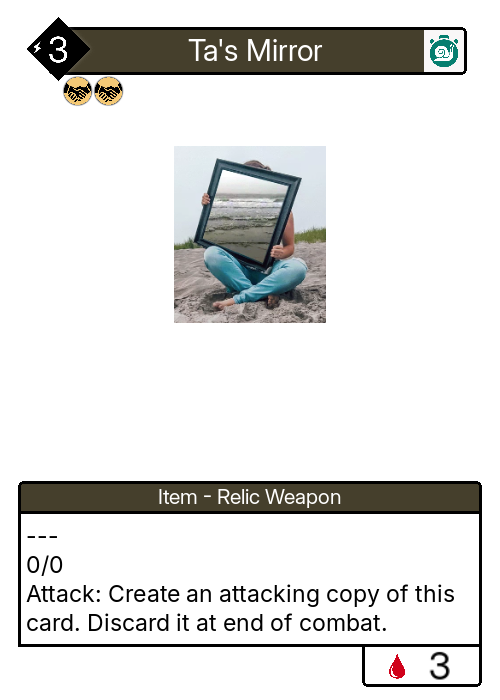 3
Ta's Mirror
Item - Relic Weapon
---
0/0
Attack: Create an attacking copy of this
card. Discard it at end of combat.
3